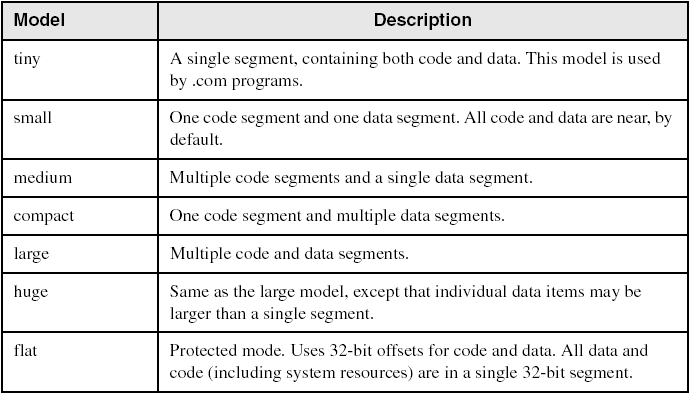 Model Description
tiny A single segment, containing both code and data. This model is used
by .com programs.
small One code segment and one data segment. All code and data are near, by
default.
medium Multiple code segments and a single data segment.
compact One code segment and multiple data segments.
large Multiple code and data segments.
huge Same as the large model, except that individual data items may be
larger than a single segment.
flat Protected mode. Uses 32-bit offsets for code and data. All data and
code (including system resources) are in a single 32-bit segment.